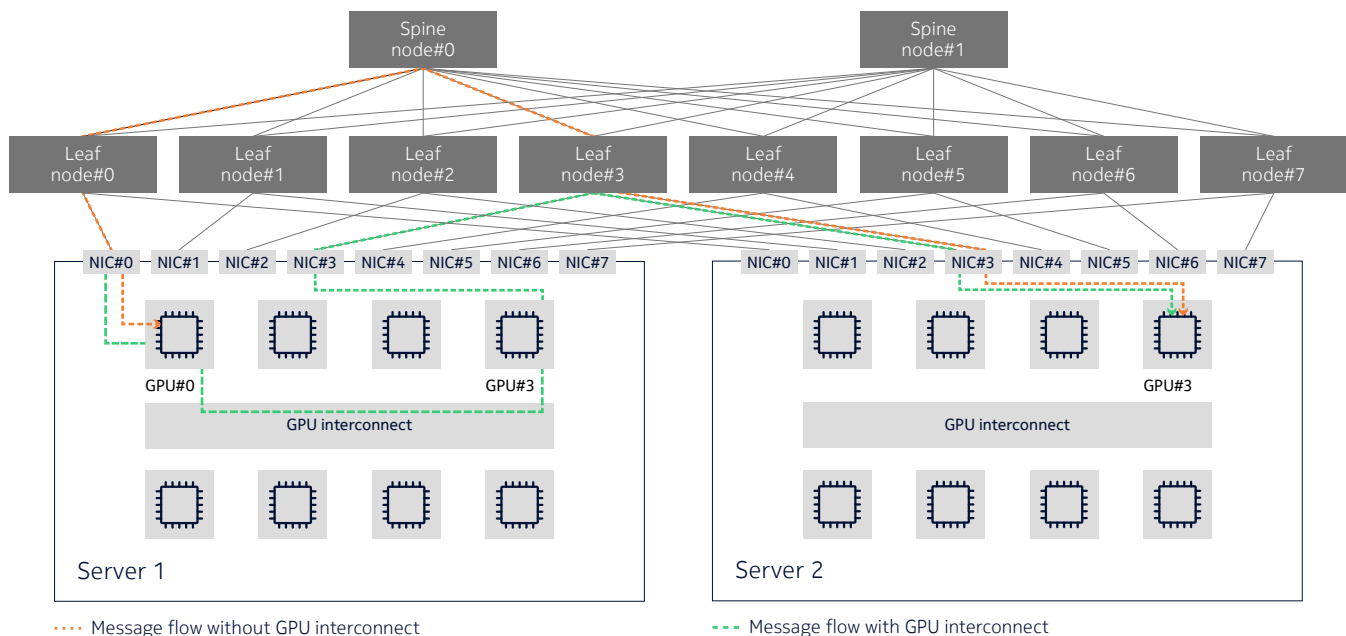 Spine
node#0
Spine
node#1
Leaf
node#0
Leaf
node#1
Leaf
node#2
Leaf
node#3
Leaf
node#4
Leaf
node#5
Leaf
node#6
Leaf
node#7
NIC#0
NIC#1
NIC#2
NIC#3
NIC#4
NIC#5
NIC#6
NIC#7
NIC#0
NIC#1
NIC#2
NIC#3
NIC#4
NIC#5
NIC#6
NIC#7
GPU#0
GPU#3
GPU#3
GPU interconnect
GPU interconnect
Server 1
Server 2
Message flow without GPU interconnect
Message flow with GPU interconnect